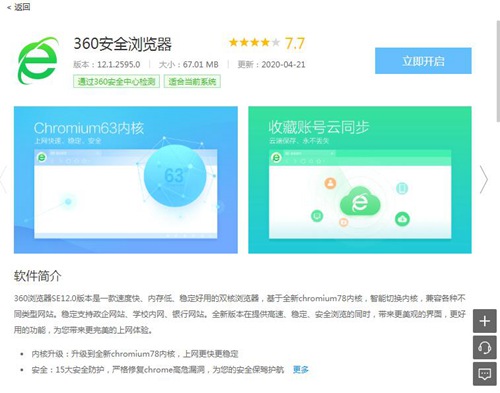 < 返回
360安全浏览器
7.7
版本：12.1.2595.0 | 大小：67.01 MB | 更新：2020-04-21
通过360安全中心检测 适合当前系统
立即开启
Chromium63内核
上网快速、稳定、安全
63
收藏账号云同步
云端保存、永不丢失
软件简介
360浏览器SE12.0版本是一款速度快、内存低、稳定好用的双核浏览器，基于全新chromium78内核，智能切换内核，兼容各种不
同类型网站。稳定支持政企网站、学校内网、银行网站。全新版本在提供高速、稳定、安全浏览的同时，带来更美观的界面，更好
用的功能，为您带来更完美的上网体验。
• 内核升级：升级到全新chromium78内核，上网更快更稳定
• 安全：15大安全防护，严格修复chrome高危漏洞，为您的安全保驾护航 更多